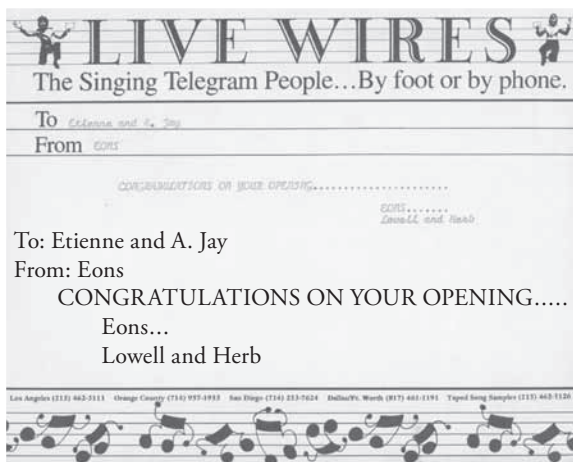 LIVE WIRES
The Singing Telegram People...By foot or by phone.
To Etienne and A. Jay
From EONS
CONGRATULATIONS ON YOUR OPENING.......................
EONS.......
Lowell and Herb
To: Etienne and A. Jay
From: Eons
CONGRATULATIONS ON YOUR OPENING.....
Eons...
Lowell and Herb
Los Angeles (213) 462-3111 Orange County (714) 957-1933 San Diego (714) 233-7624 Dallas/Ft. Worth (817) 461-1191 Taped Song Samples (213) 462-5120